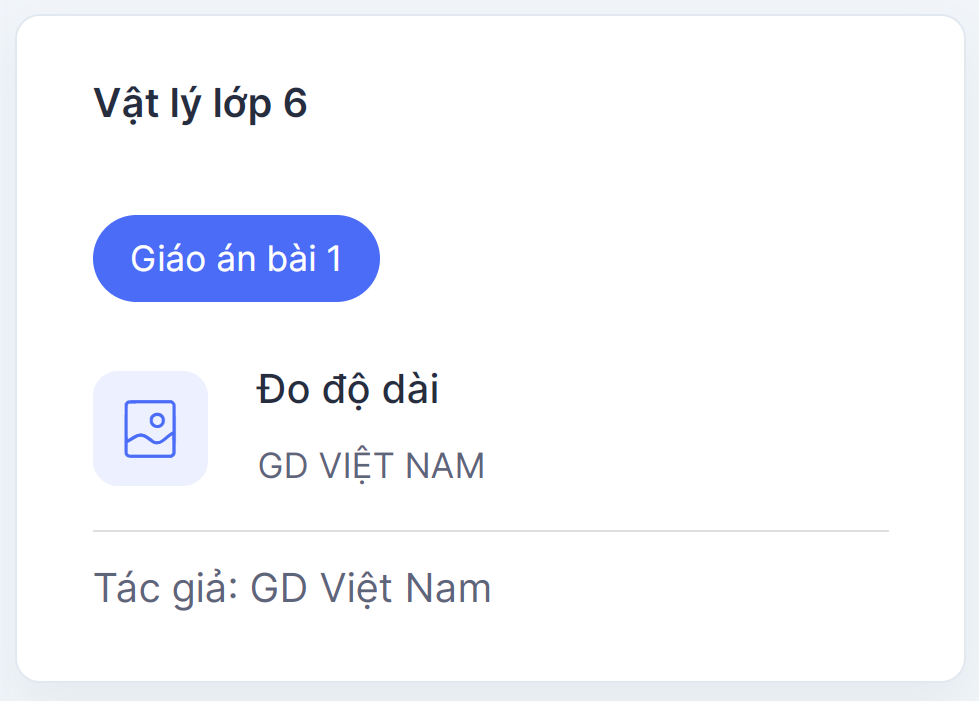 Vật lý lớp 6
Giáo án bài 1
Đo độ dài
GD VIỆT NAM
Tác giả: GD Việt Nam